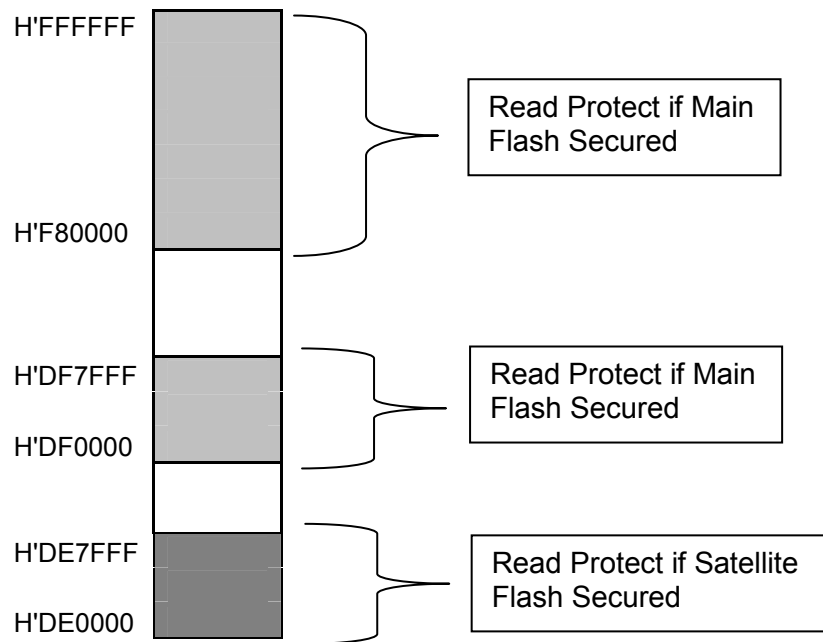 H'FFFFFF
Read Protect if Main
Flash Secured
H'F80000
H'DF7FFF
Read Protect if Main
Flash Secured
H'DF0000
H'DE7FFF
Read Protect if Satellite
Flash Secured
H'DE0000